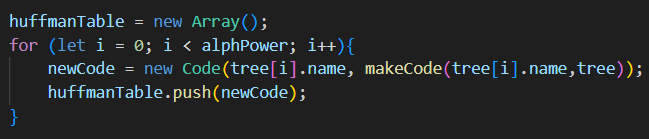 huffmanTable = new Array();
for (let i = 0; i < alphPower; i++){
    newCode = new Code(tree[i].name, makeCode(tree[i].name,tree));
    huffmanTable.push(newCode);
}